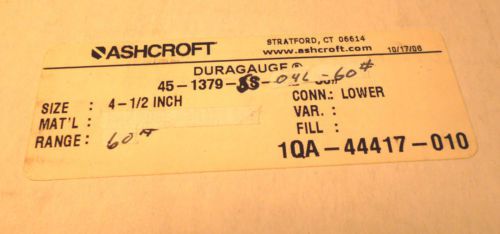 ASHCROFT
STRATFORD, CT 06614
www.ashcroft.com 10/17/06
DURAGAUGE®
45-1379-SS-04L-60#
SIZE : 4-1/2 INCH CONN.: LOWER
MAT'L : VAR. :
RANGE: 60# FILL :
1QA-44417-010